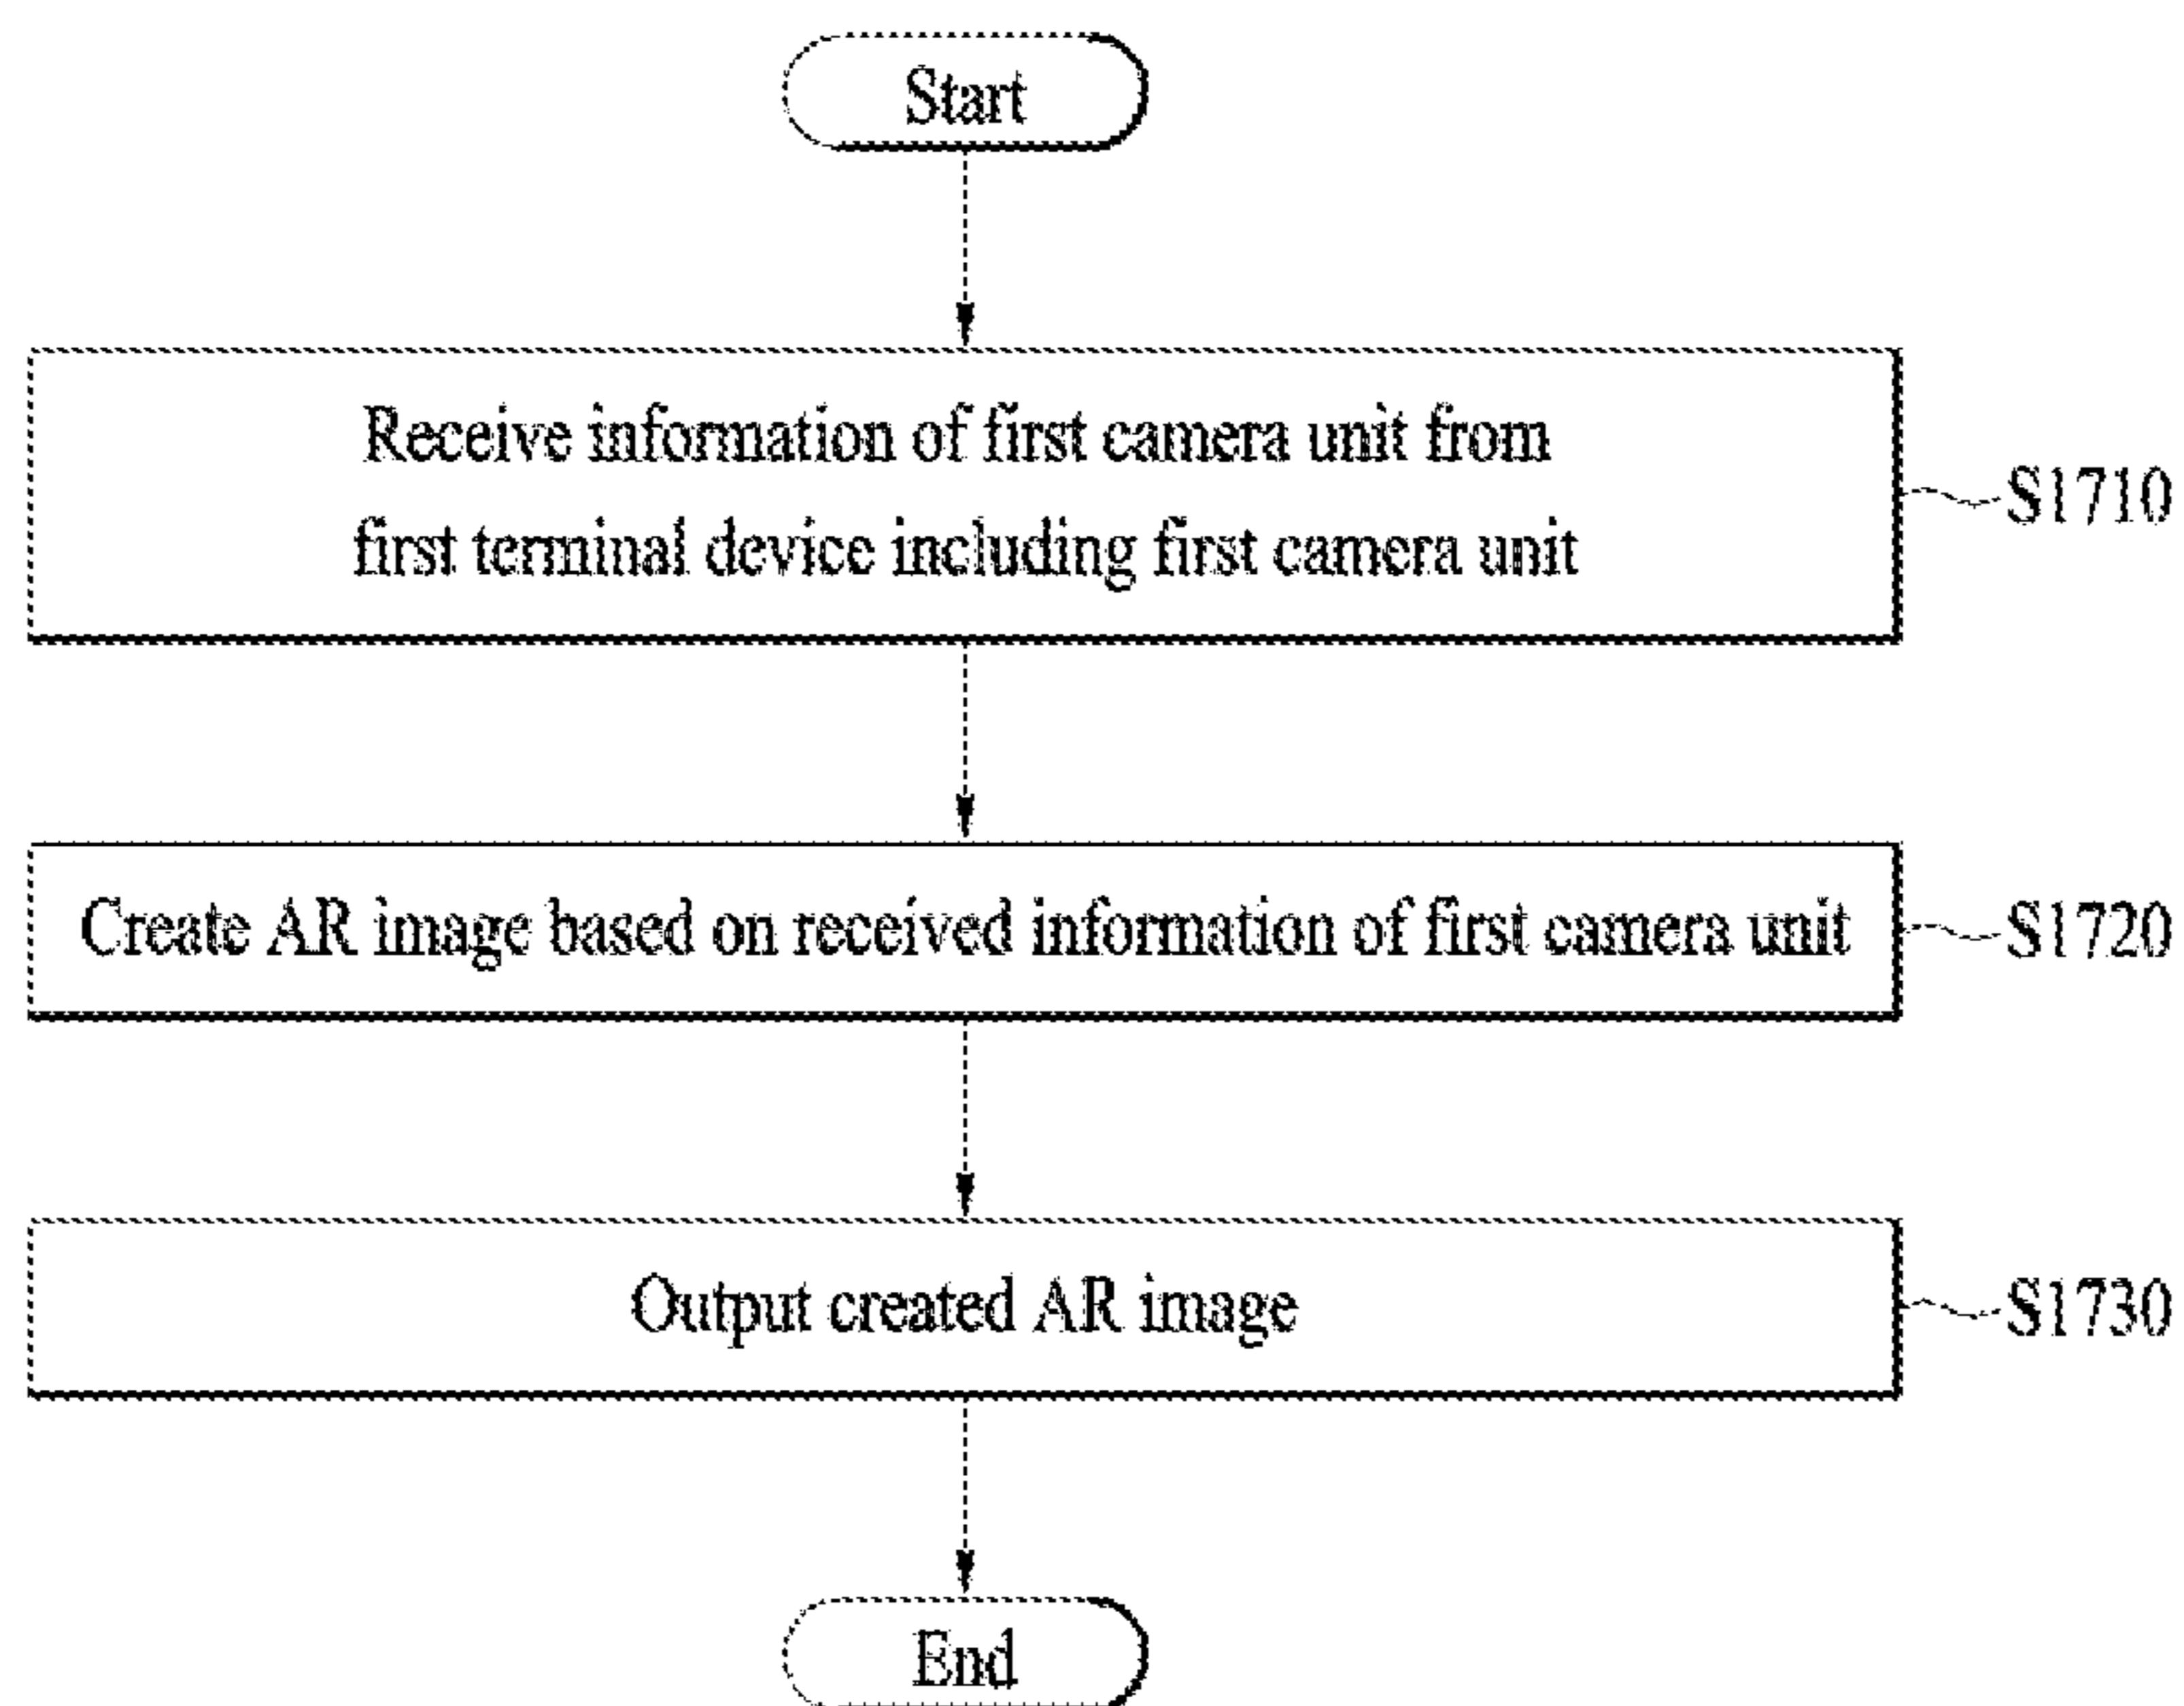 Start
Receive information of first camera unit from
first terminal device including first camera unit
S1710
Create AR image based on received information of first camera unit
S1720
Output created AR image
S1730
End